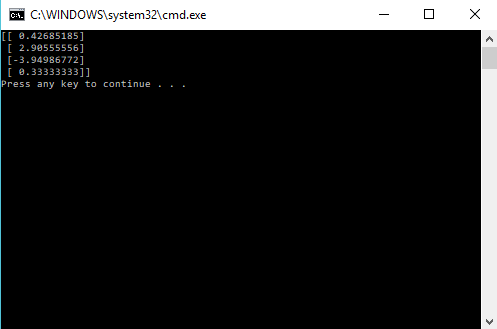 C:\WINDOWS\system32\cmd.exe
[[ 0.42685185]
 [ 2.90555556]
 [-3.94986772]
 [ 0.33333333]]
Press any key to continue . . .